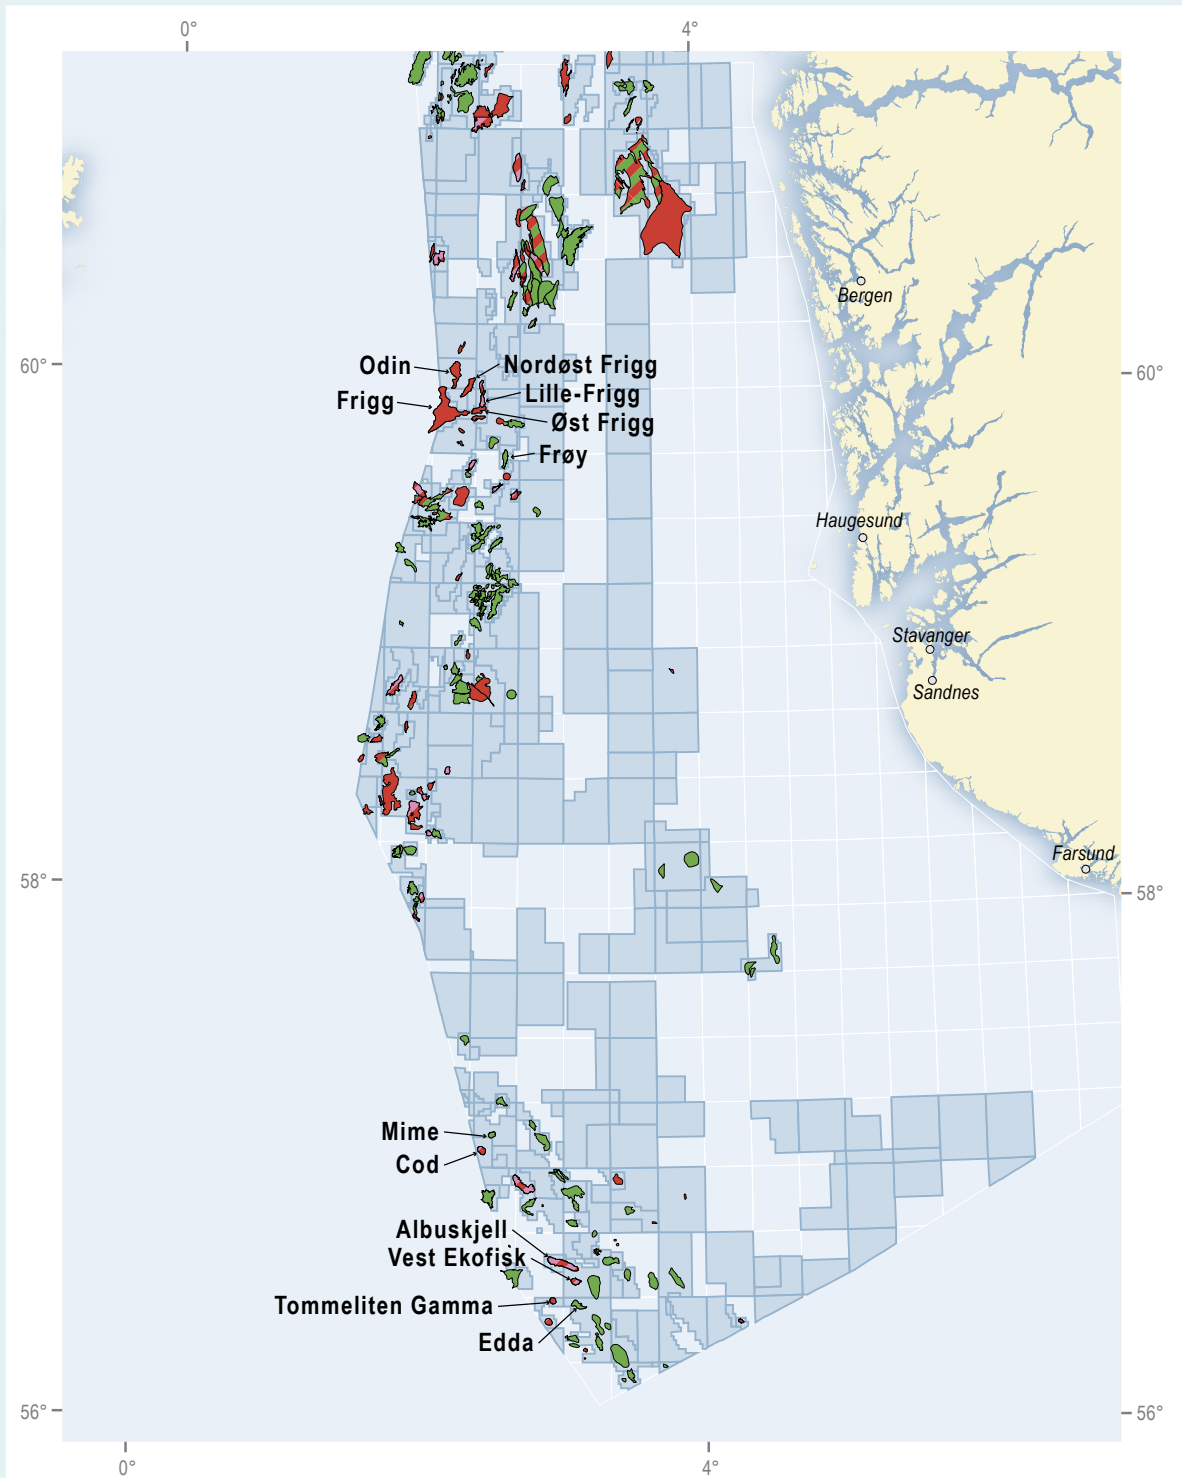 0° 4°
Bergen
60° 60°
Odin
Nordøst Frigg
Frigg
Lille-Frigg
Øst Frigg
Frøy
Haugesund
Stavanger
Sandnes
Farsund
58° 58°
Mime
Cod
Albuskjell
Vest Ekofisk
Tommeliten Gamma
Edda
56° 56°
0° 4°